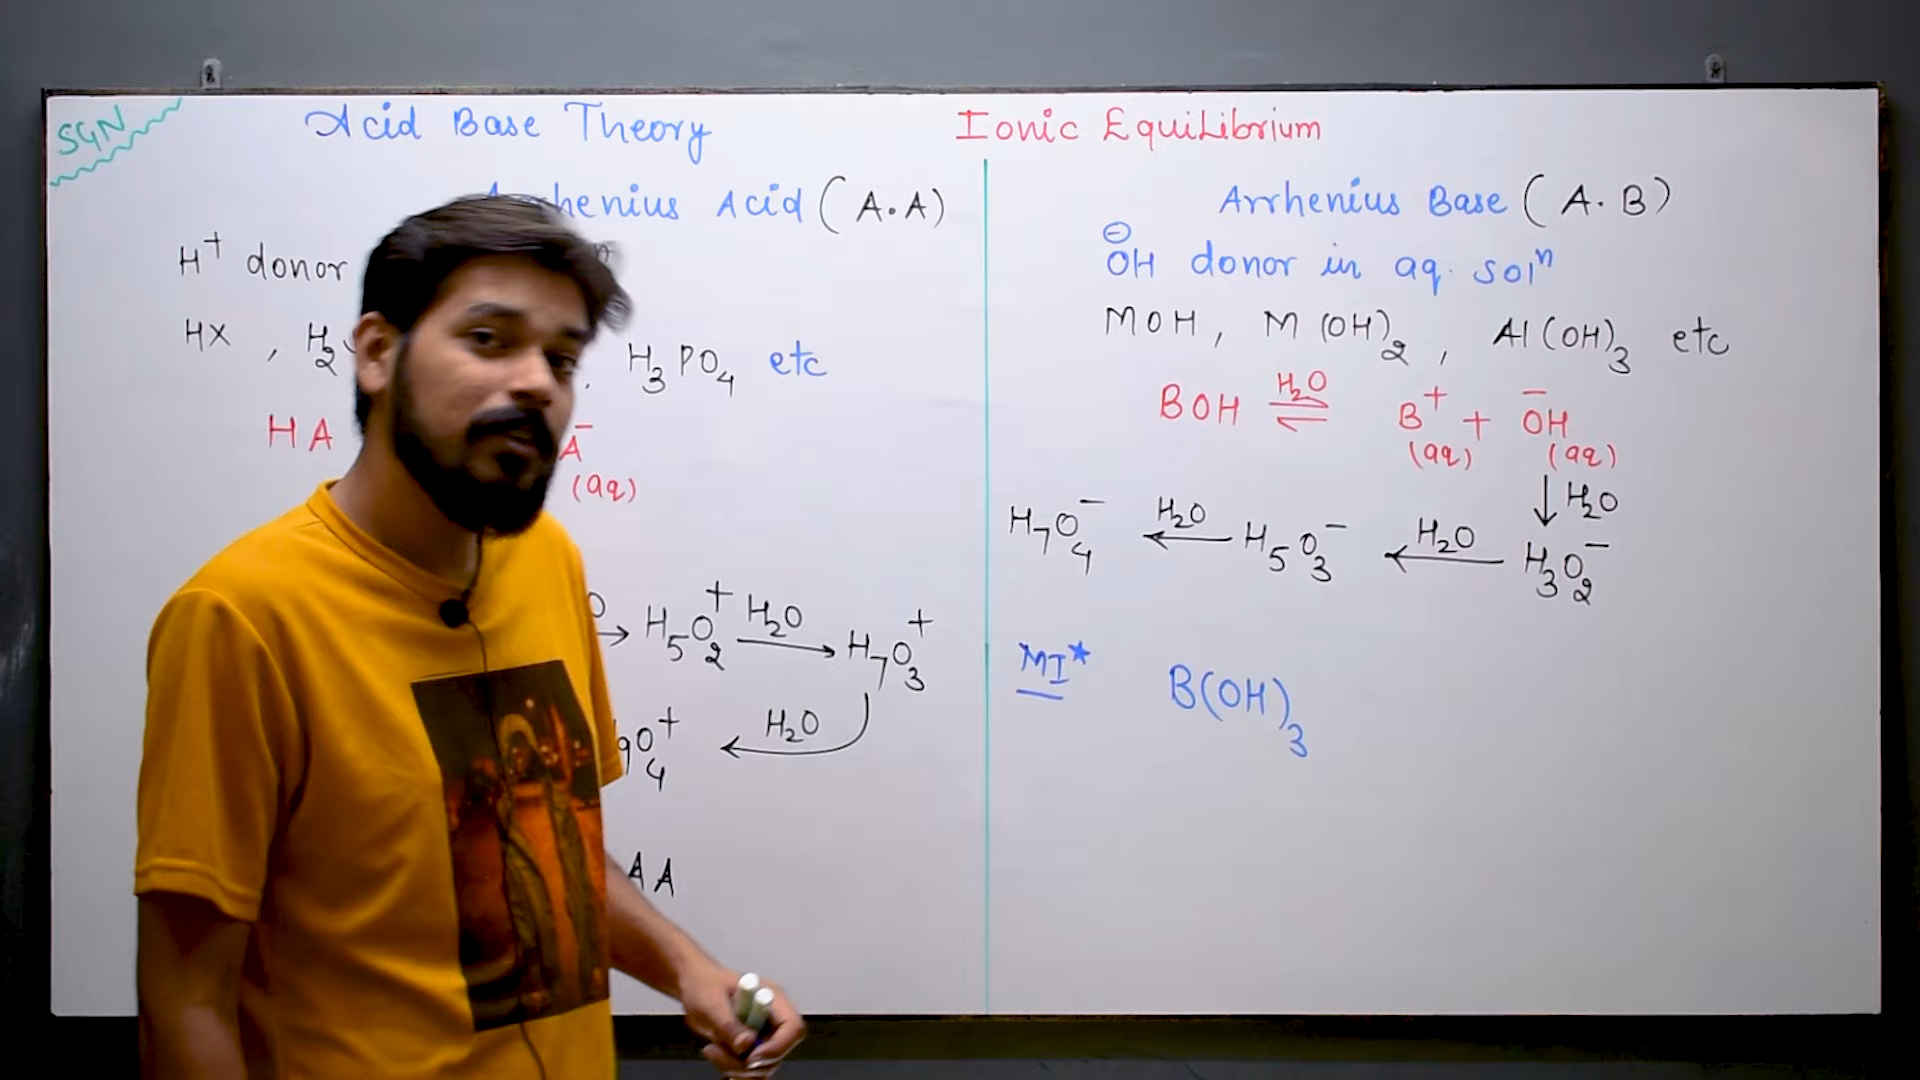 SGN
Acid Base Theory
Ionic Equilibrium
Acid (A.A)
H⁺ donor
HX , H₂
, H₃PO₄ etc
HA
A⁻
(aq)
H₅O₂⁺ H₂O → H₇O₃⁺
H₂O ←
O₄⁺
AA
Arrhenius Base (A.B)
⊖
OH donor in aq. solⁿ
MOH , M(OH)₂ , Al(OH)₃ etc
BOH ⇌ H₂O B⁺ + OH⁻
(aq) (aq)
↓ H₂O
H₇O₄⁻ ← H₂O H₅O₃⁻ ← H₂O H₃O₂⁻
MI* B(OH)₃